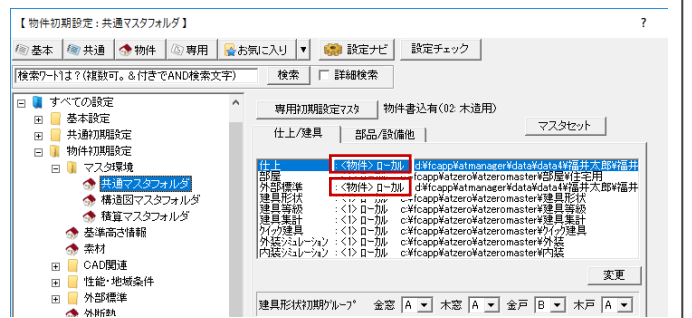 【物件初期設定:共通マスタフォルダ】 ?
基本 共通 物件 専用 お気に入り ▼ 設定ナビ 設定チェック
検索ワードは?(複数可。&付きでAND検索文字) 検索 詳細検索
すべての設定
基本設定
共通初期設定
物件初期設定
マスタ環境
共通マスタフォルダ
構造図マスタフォルダ
積算マスタフォルダ
基準高さ情報
素材
CAD関連
性能・地域条件
外部標準
外断熱
専用初期設定マスタ 物件書込有(02:木造用)
マスタセット
仕上/建具 部品/設備他
仕上 :<物件>ローカル d:¥fcapp¥atmanager¥data¥data4¥福井太郎¥福井
部屋 :<1>ローカル c:¥fcapp¥atzero¥atzeromaster¥部屋¥住宅用
外部標準 :<物件>ローカル d:¥fcapp¥atmanager¥data¥data4¥福井太郎¥福井
建具形状 :<1>ローカル c:¥fcapp¥atzero¥atzeromaster¥建具形状
建具等級 :<1>ローカル c:¥fcapp¥atzero¥atzeromaster¥建具等級
建具集計 :<1>ローカル c:¥fcapp¥atzero¥atzeromaster¥建具集計
クイック建具 :<1>ローカル c:¥fcapp¥atzero¥atzeromaster¥クイック建具
外装シミュレーション :<1>ローカル c:¥fcapp¥atzero¥atzeromaster¥外装
内装シミュレーション :<1>ローカル c:¥fcapp¥atzero¥atzeromaster¥内装
変更
建具形状初期グループ 金窓 A 木窓 A 金戸 B 木戸 A